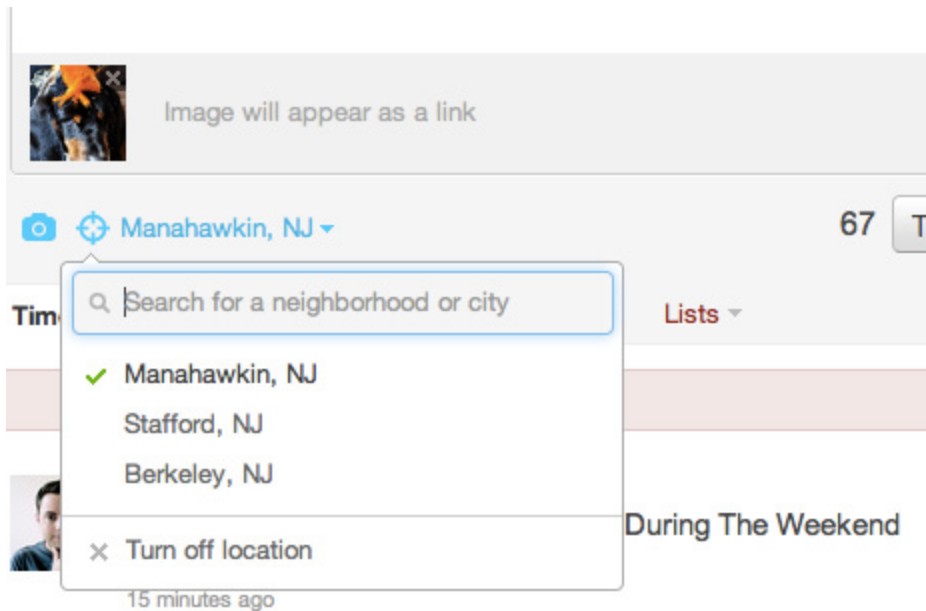 Image will appear as a link
Manahawkin, NJ
67 T
Search for a neighborhood or city
Tim
Lists
Manahawkin, NJ
Stafford, NJ
Berkeley, NJ
During The Weekend
Turn off location
15 minutes ago